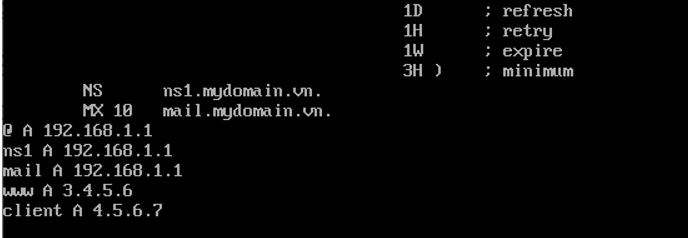 1D ; refresh
1H ; retry
1W ; expire
3H ) ; minimum
NS ns1.mydomain.vn.
MX 10 mail.mydomain.vn.
@ A 192.168.1.1
ns1 A 192.168.1.1
mail A 192.168.1.1
www A 3.4.5.6
client A 4.5.6.7